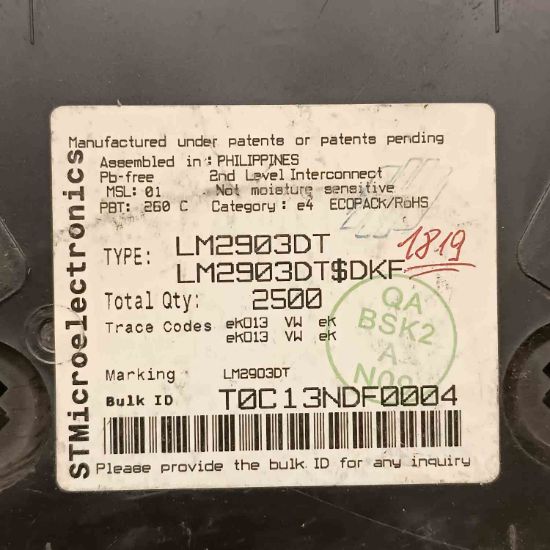 STMicroelectronics
Manufactured under patents or patents pending
Assembled in: PHILIPPINES
Pb-free 2nd Level Interconnect
MSL: 01 Not moisture sensitive
PBT: 260 C Category: e4 ECOPACK/RoHS
TYPE: LM2903DT
1819
LM2903DT$DKF
Total Qty: 2500
Trace Codes eK013 VW eK
eK013 VW eK
QA
BSK2
A
Marking LM2903DT
Bulk ID T0C13NDF0004
Please provide the bulk ID for any inquiry